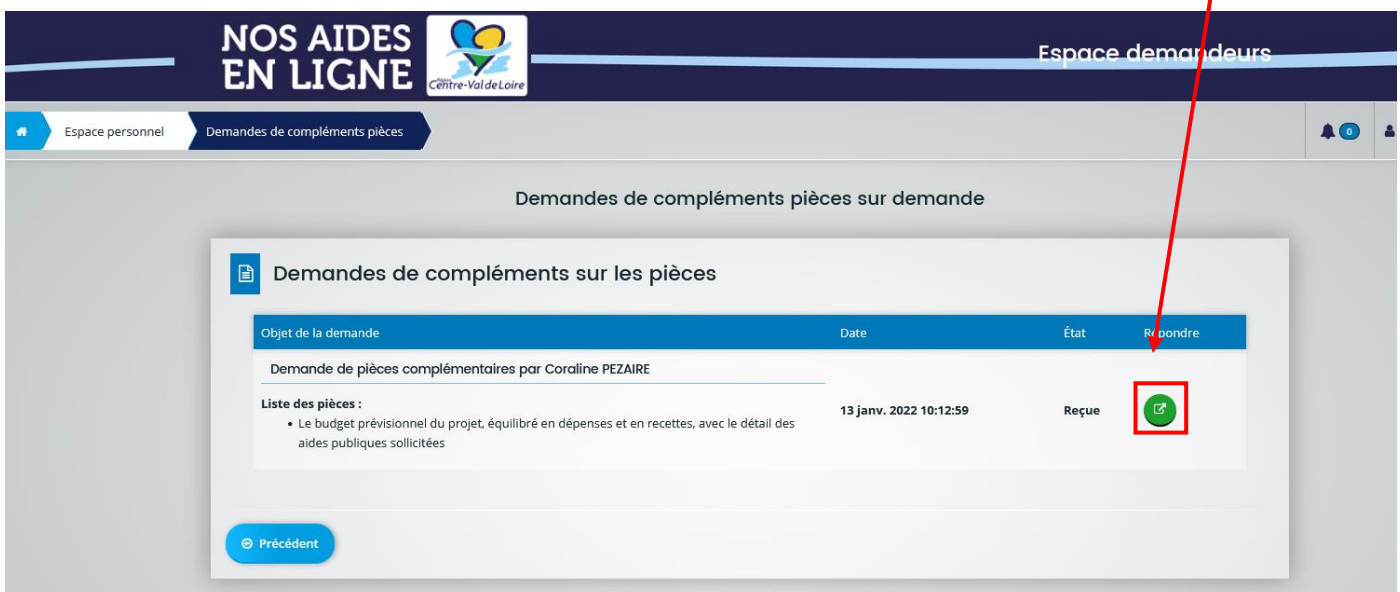 NOS AIDES
EN LIGNE
Région
Centre-Val de Loire
Espace demandeurs
Espace personnel
Demandes de compléments pièces
0
Demandes de compléments pièces sur demande
Demandes de compléments sur les pièces
Objet de la demande Date État Répondre
Demande de pièces complémentaires par Coraline PEZAIRE
Liste des pièces :
• Le budget prévisionnel du projet, équilibré en dépenses et en recettes, avec le détail des
aides publiques sollicitées
13 janv. 2022 10:12:59 Reçue
Précédent